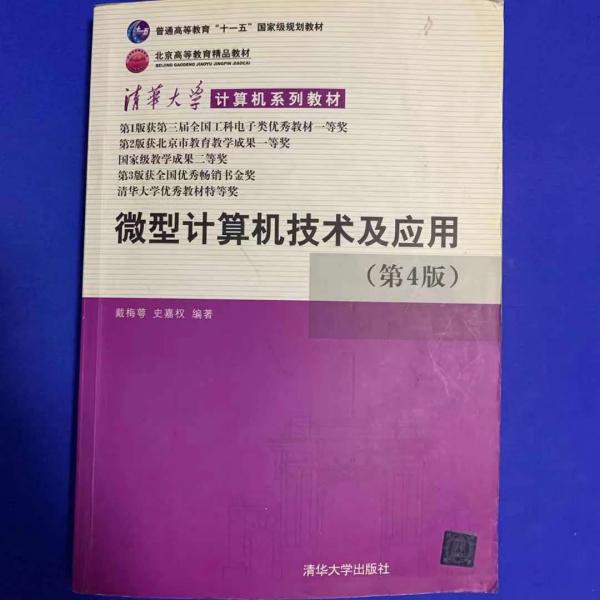 普通高等教育“十一五”国家级规划教材
北京高等教育精品教材
BEIJING GAODENG JIAOYU JINGPIN JIAOCAI
清华大学 计算机系列教材
第1版获第三届全国工科电子类优秀教材一等奖
第2版获北京市教育教学成果一等奖
国家级教学成果二等奖
第3版获全国优秀畅销书金奖
清华大学优秀教材特等奖
微型计算机技术及应用
（第4版）
戴梅萼 史嘉权 编著
清华大学出版社